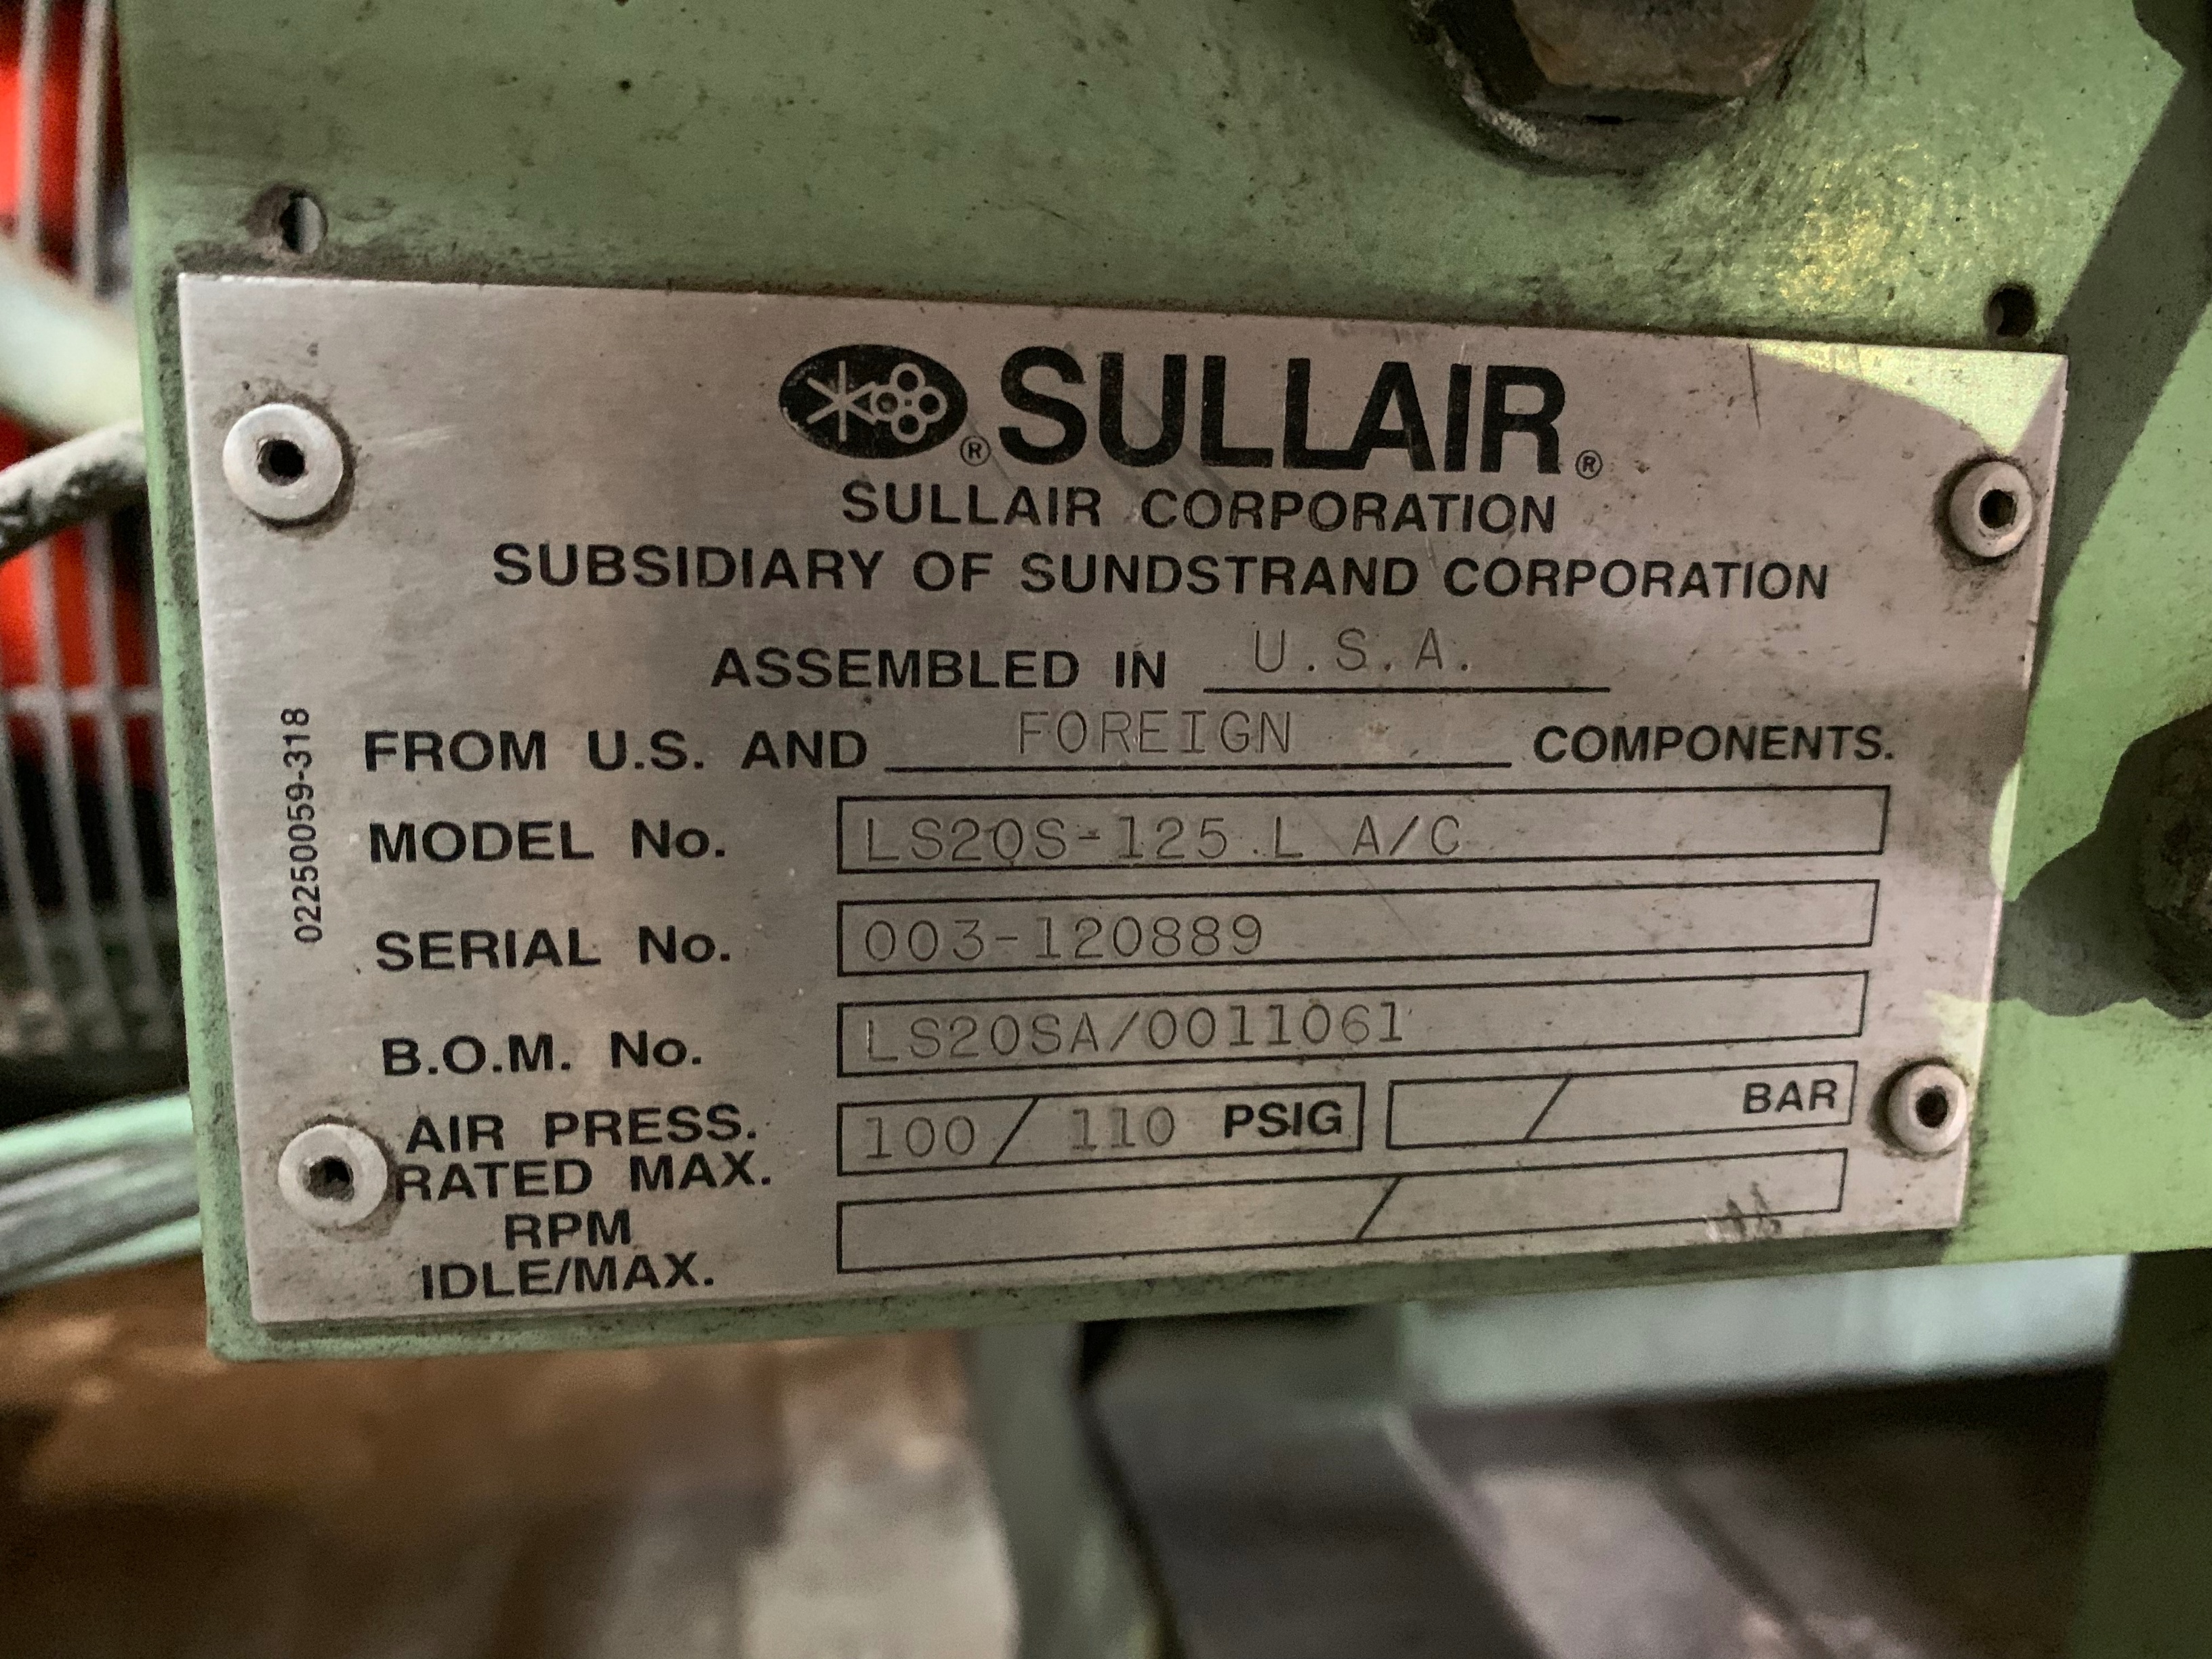 ® SULLAIR ®
SULLAIR CORPORATION
SUBSIDIARY OF SUNDSTRAND CORPORATION
ASSEMBLED IN U.S.A.
FROM U.S. AND FOREIGN COMPONENTS.
02250059-318
MODEL No. LS20S-125 L A/C
SERIAL No. 003-120889
B.O.M. No. LS20SA/0011061
AIR PRESS. 100 / 110 PSIG / BAR
RATED MAX.
RPM /
IDLE/MAX.